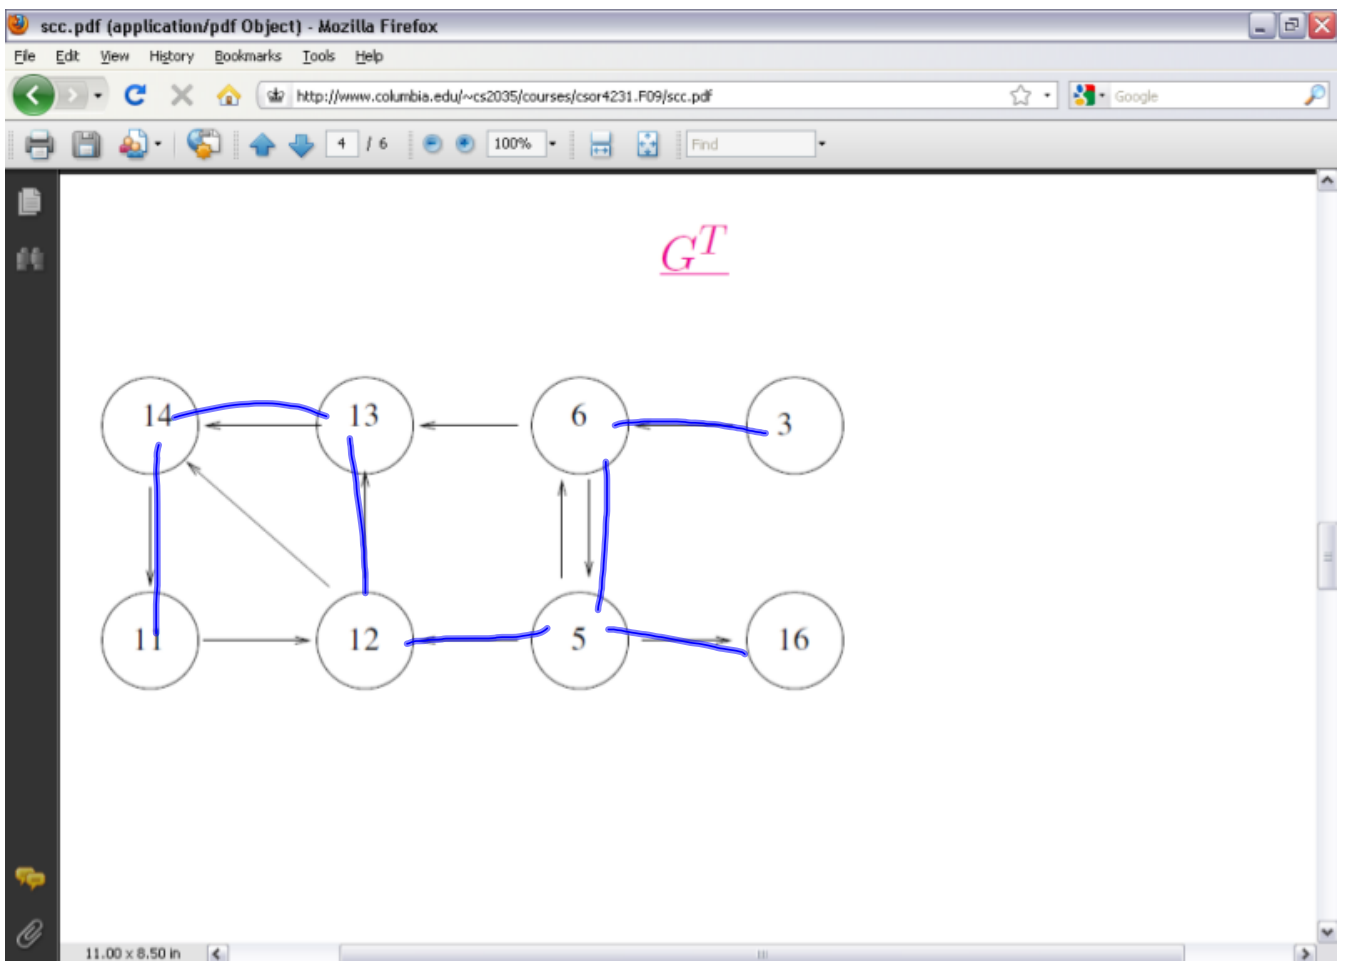 scc.pdf (application/pdf Object) - Mozilla Firefox
File Edit View History Bookmarks Tools Help
http://www.columbia.edu/~cs2035/courses/csor4231.F09/scc.pdf Google
4 / 6 100% Find
G^T
14 13 6 3
11 12 5 16
11.00 x 8.50 in